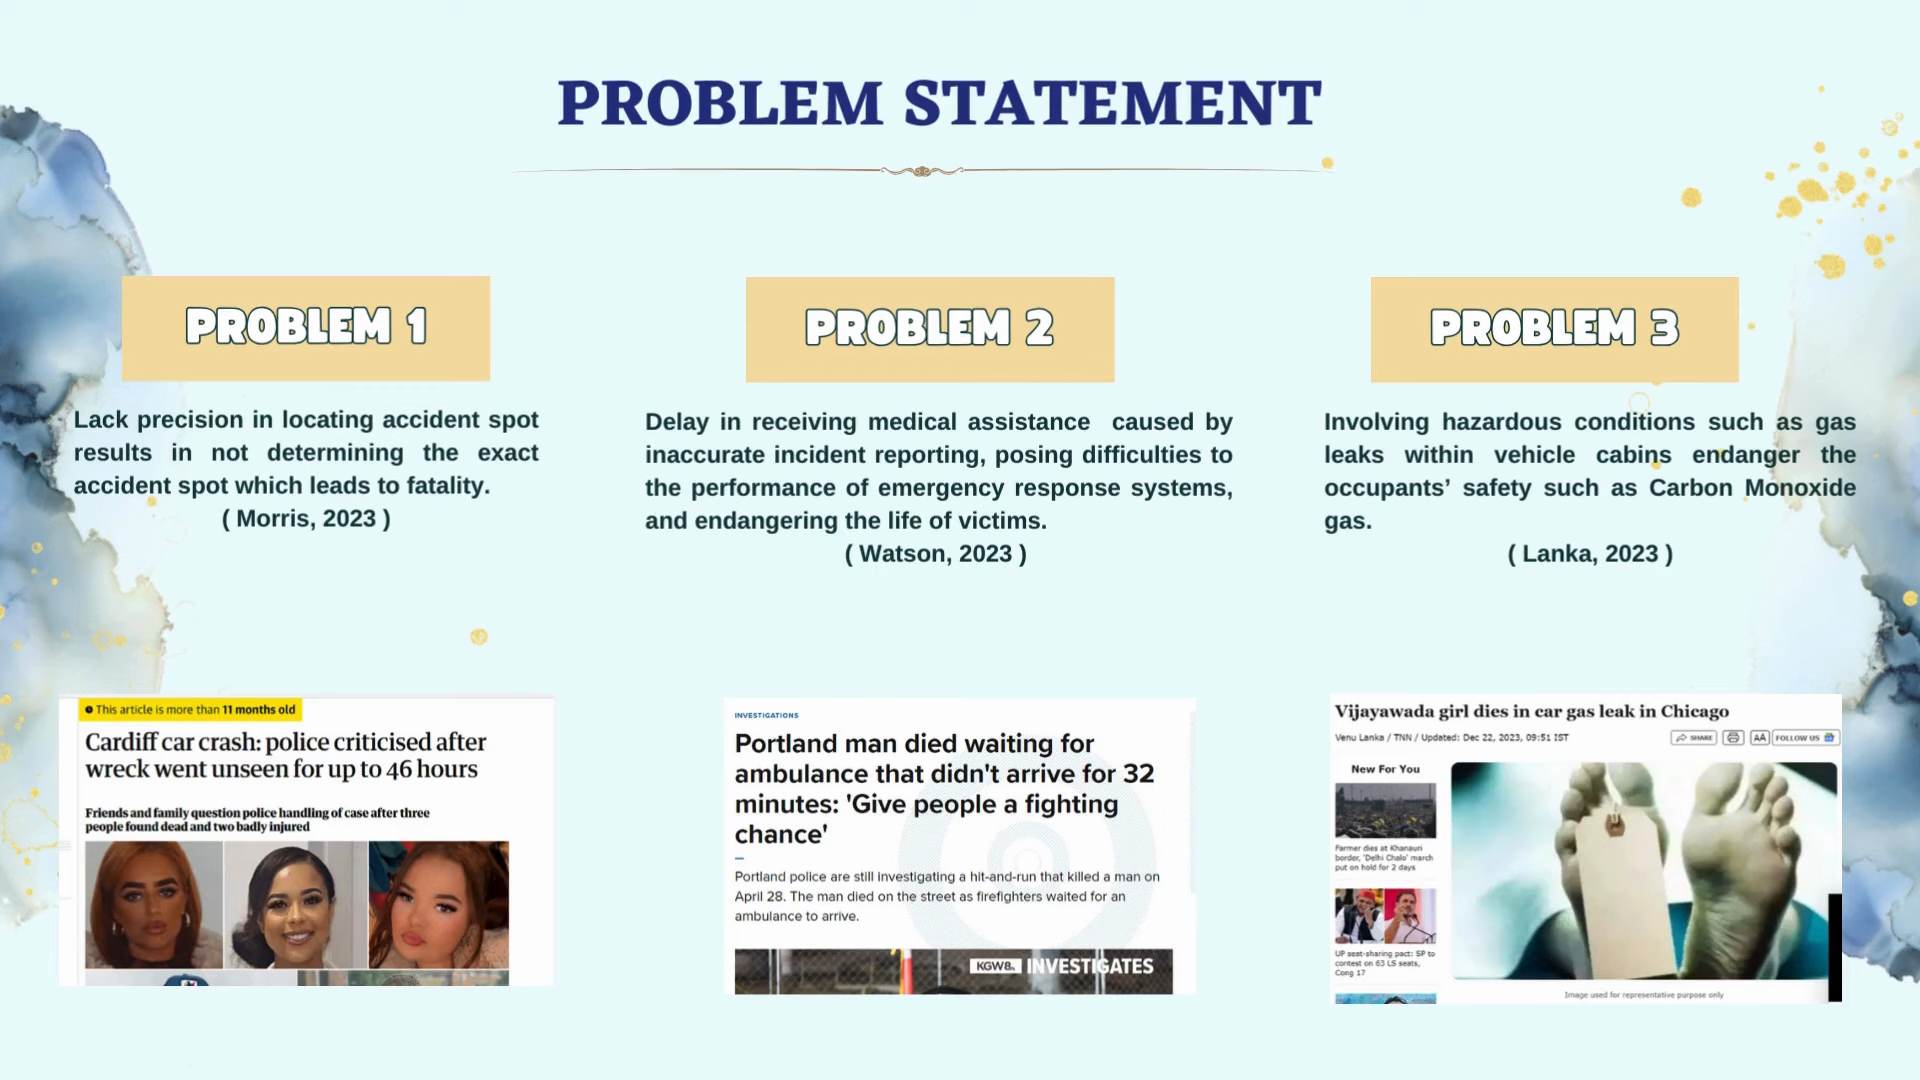 PROBLEM STATEMENT
PROBLEM 1
Lack precision in locating accident spot
results in not determining the exact
accident spot which leads to fatality.
( Morris, 2023 )
PROBLEM 2
Delay in receiving medical assistance caused by
inaccurate incident reporting, posing difficulties to
the performance of emergency response systems,
and endangering the life of victims.
( Watson, 2023 )
PROBLEM 3
Involving hazardous conditions such as gas
leaks within vehicle cabins endanger the
occupants’ safety such as Carbon Monoxide
gas.
( Lanka, 2023 )
This article is more than 11 months old
Cardiff car crash: police criticised after
wreck went unseen for up to 46 hours
Friends and family question police handling of case after three
people found dead and two badly injured
INVESTIGATIONS
Portland man died waiting for
ambulance that didn't arrive for 32
minutes: 'Give people a fighting
chance'
Portland police are still investigating a hit-and-run that killed a man on
April 28. The man died on the street as firefighters waited for an
ambulance to arrive.
KGW8 INVESTIGATES
Vijayawada girl dies in car gas leak in Chicago
Venu Lanka / TNN / Updated: Dec 22, 2023, 09:51 IST
SHARE
AA
FOLLOW US
New For You
Farmer dies at Khanauri
border, 'Delhi Chalo' march
put on hold for 2 days
UP seat-sharing pact: SP to
contest on 63 LS seats,
Cong 17
Image used for representative purpose only